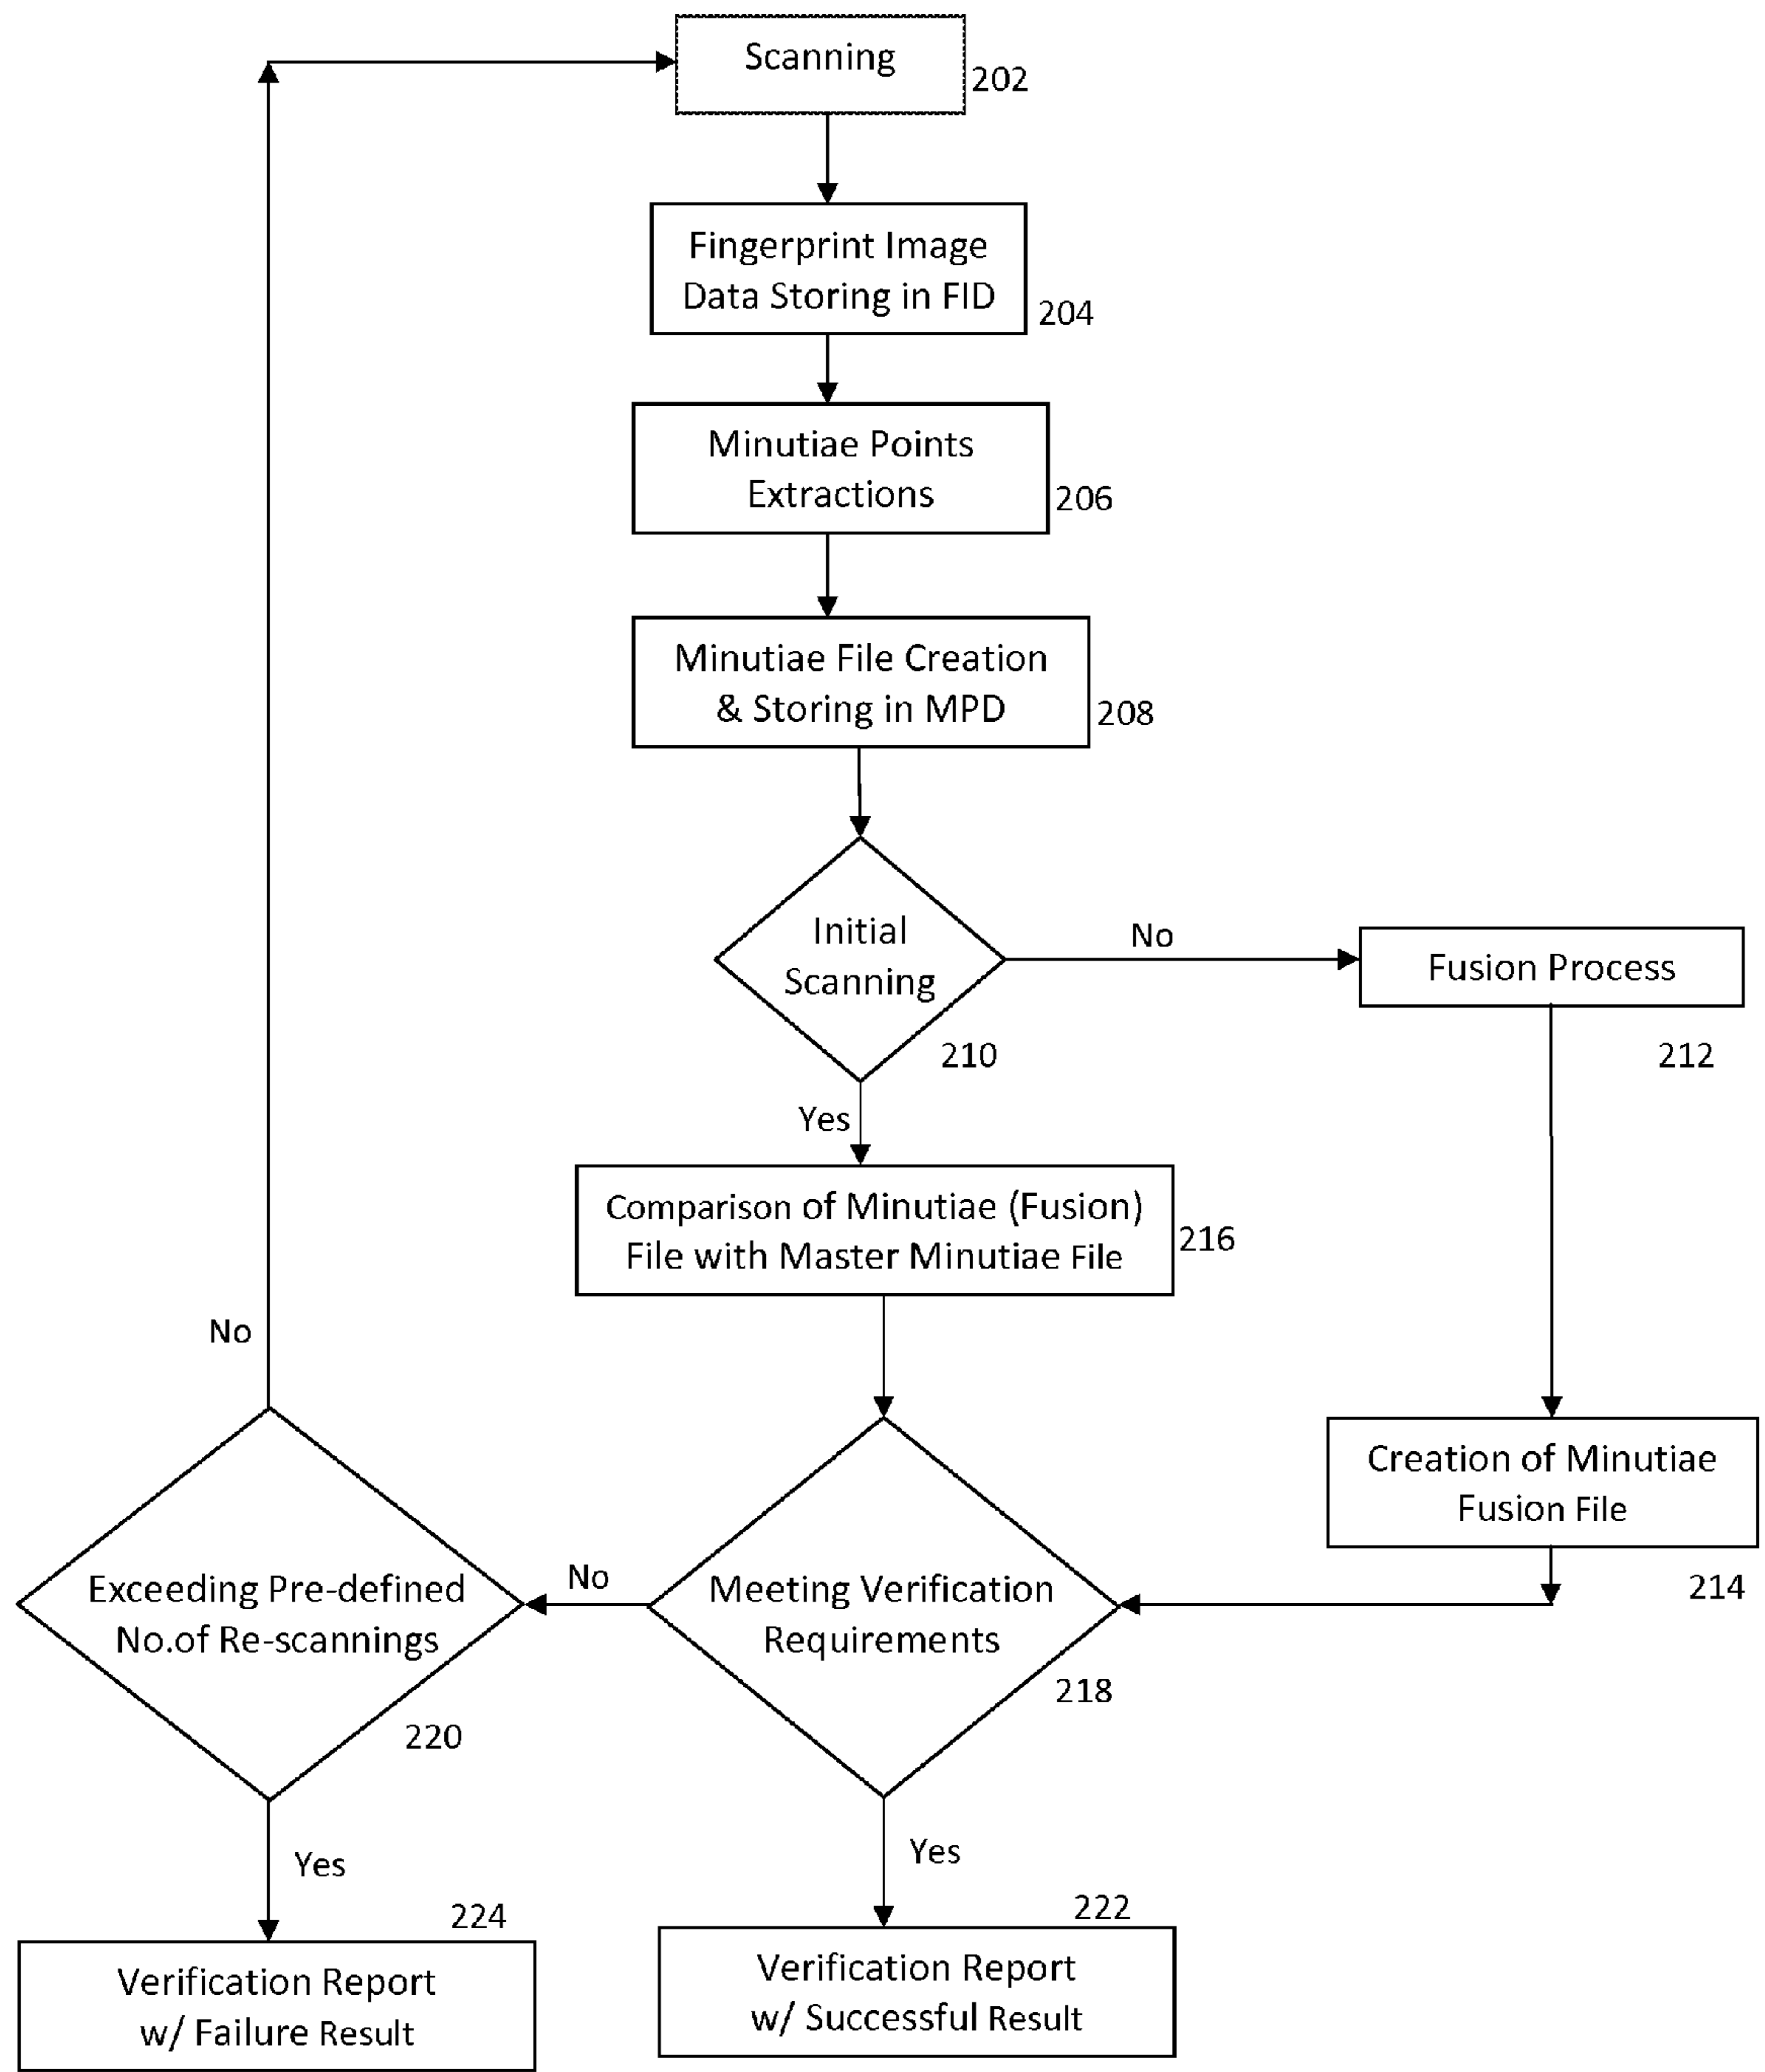 Scanning
202
Fingerprint Image
Data Storing in FID
204
Minutiae Points
Extractions
206
Minutiae File Creation
& Storing in MPD
208
Initial
Scanning
210
No
Fusion Process
212
Yes
Comparison of Minutiae (Fusion)
File with Master Minutiae File
216
No
Creation of Minutiae
Fusion File
214
Exceeding Pre-defined
No.of Re-scannings
220
No
Meeting Verification
Requirements
218
Yes
224
Verification Report
w/ Failure Result
Yes
222
Verification Report
w/ Successful Result